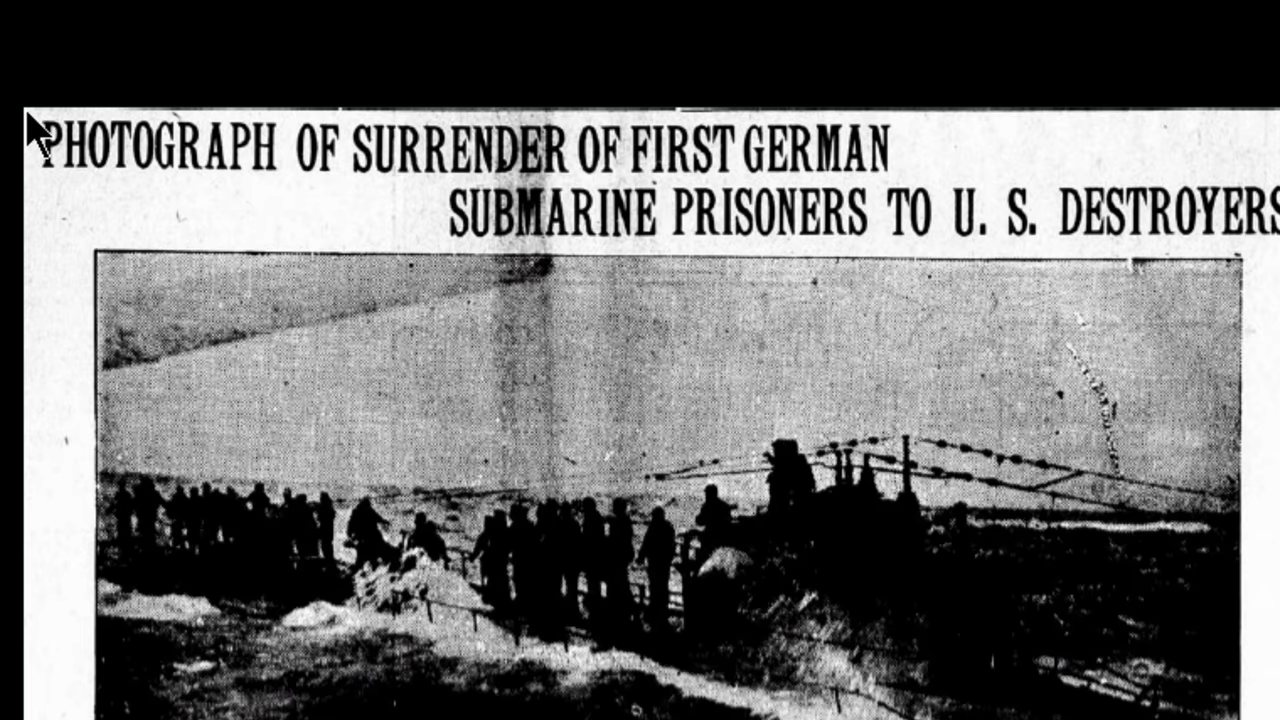 PHOTOGRAPH OF SURRENDER OF FIRST GERMAN
SUBMARINE PRISONERS TO U. S. DESTROYERS